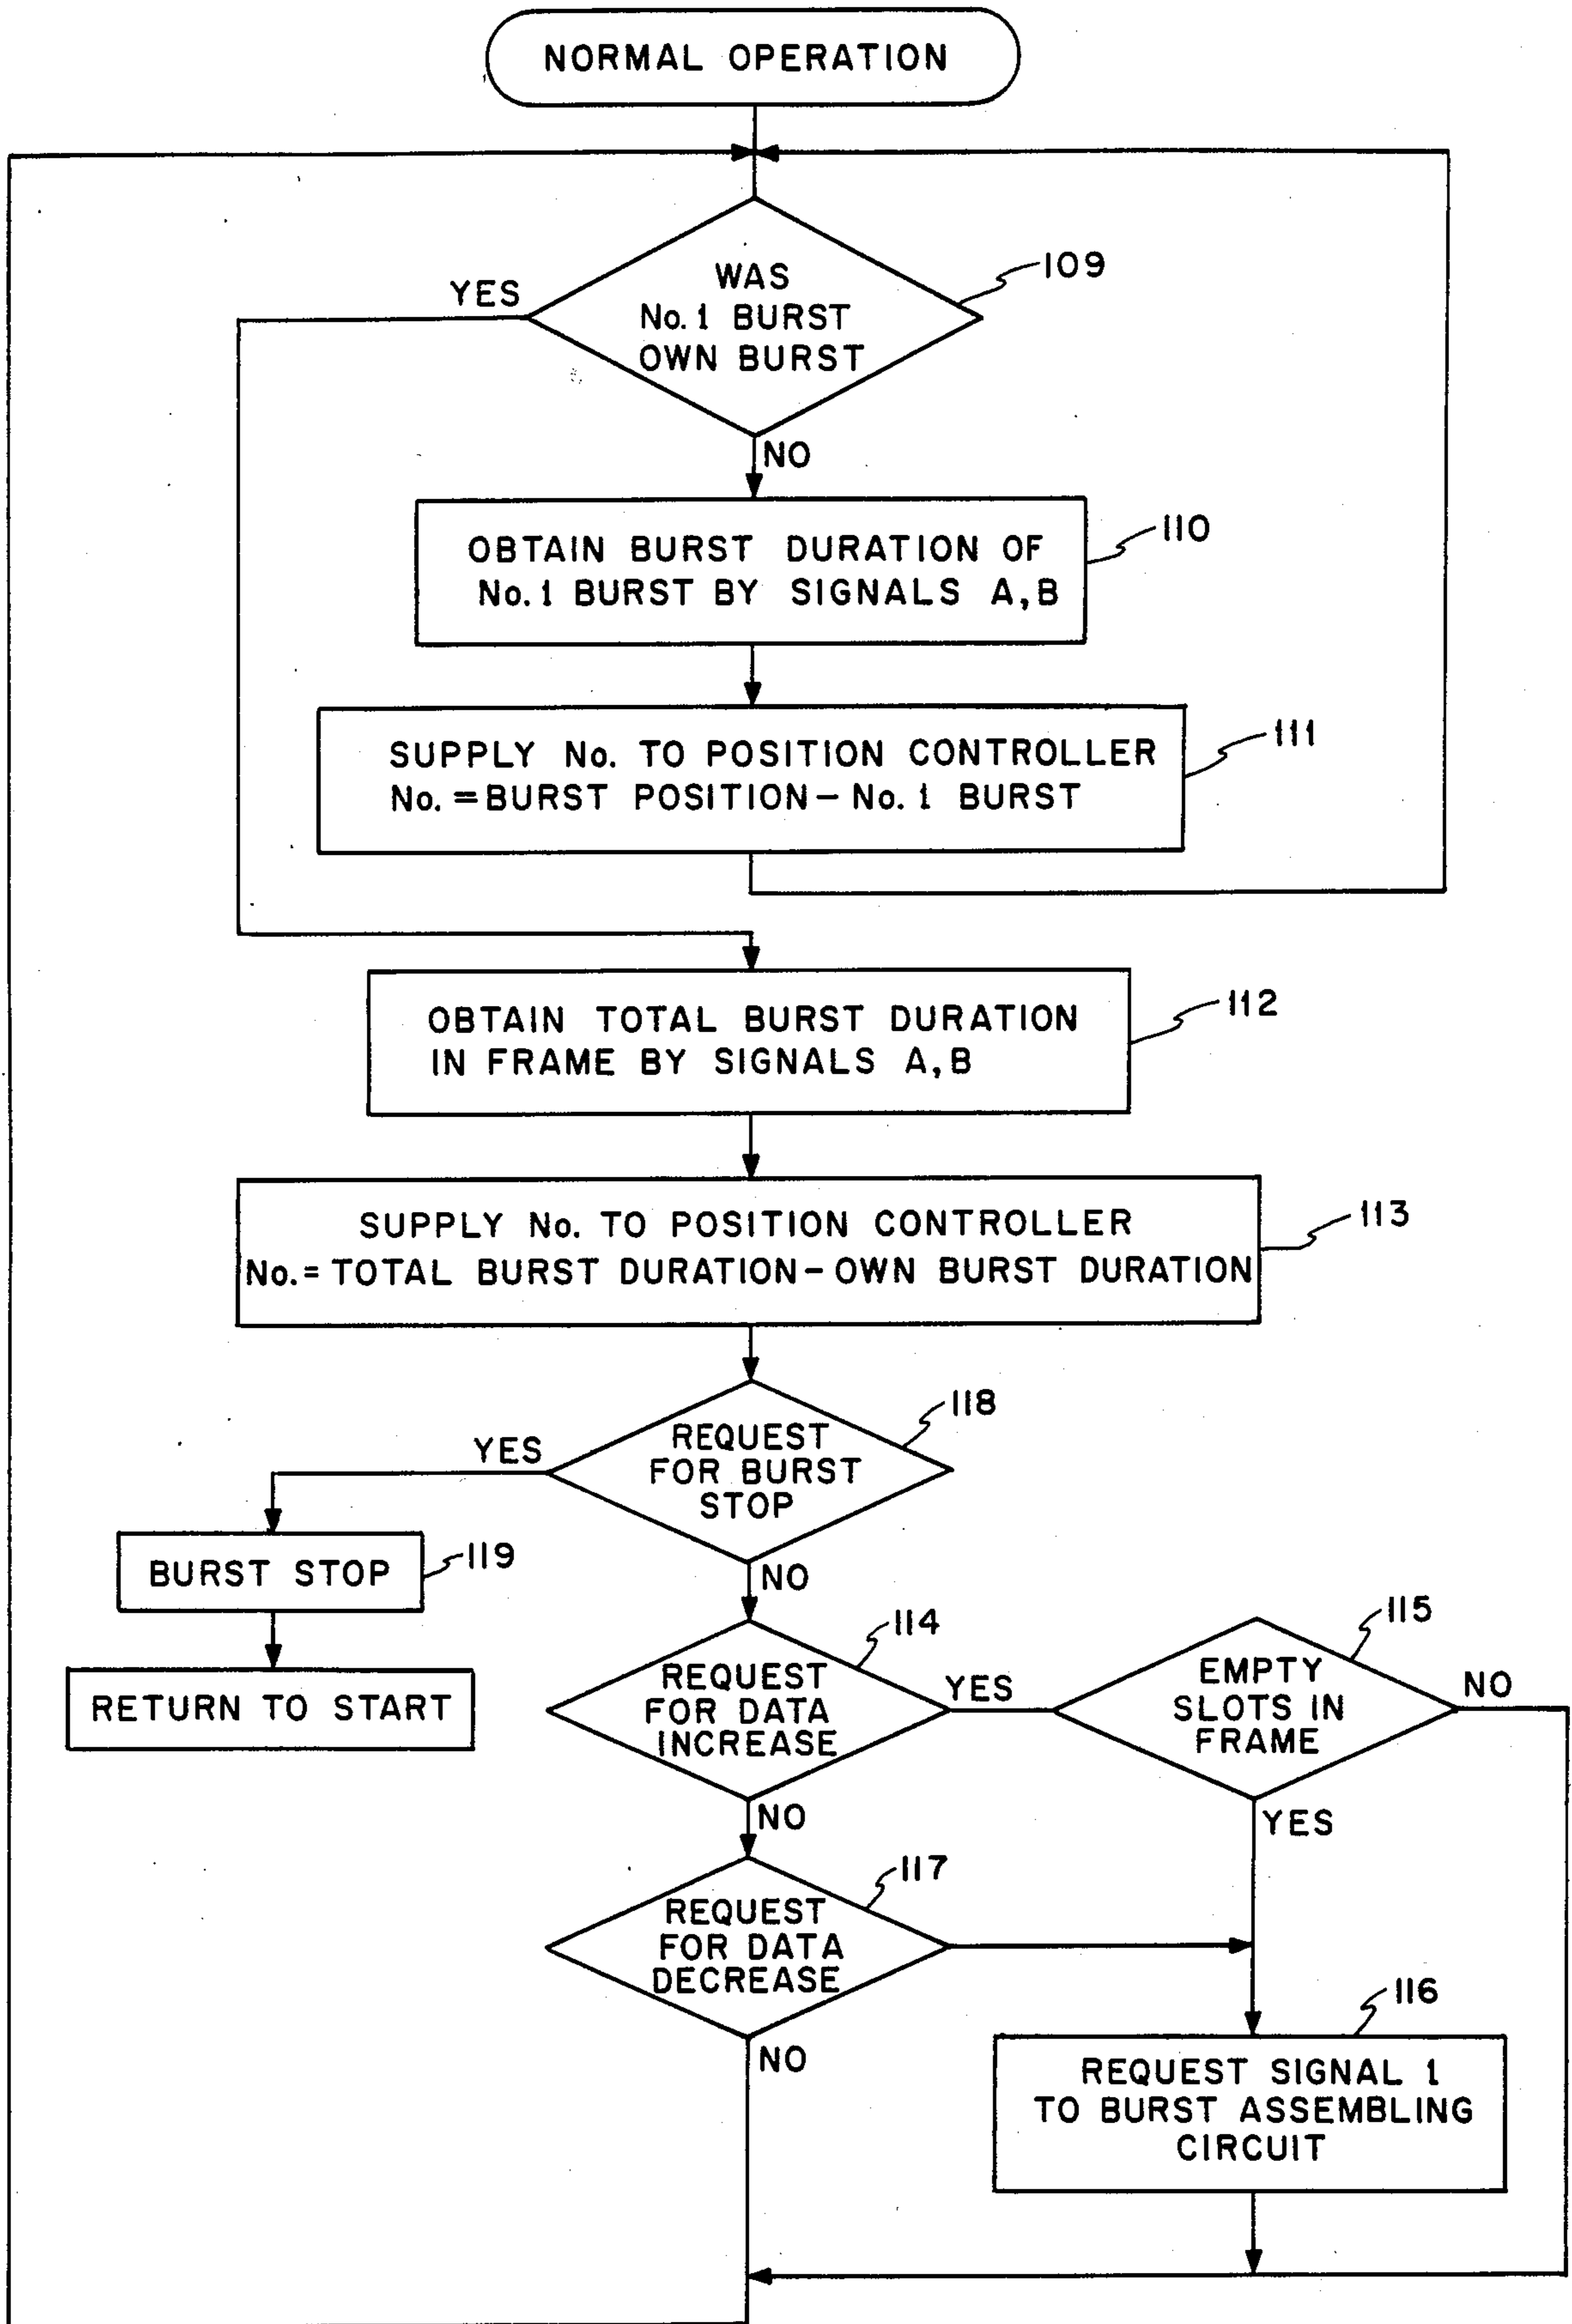 NORMAL OPERATION
WAS
No. 1 BURST
OWN BURST
109
YES
NO
OBTAIN BURST DURATION OF
No. 1 BURST BY SIGNALS A, B
110
SUPPLY No. TO POSITION CONTROLLER
No. = BURST POSITION - No. 1 BURST
111
OBTAIN TOTAL BURST DURATION
IN FRAME BY SIGNALS A, B
112
SUPPLY No. TO POSITION CONTROLLER
No. = TOTAL BURST DURATION - OWN BURST DURATION
113
REQUEST
FOR BURST
STOP
118
YES
NO
BURST STOP
119
RETURN TO START
REQUEST
FOR DATA
INCREASE
114
YES
NO
EMPTY
SLOTS IN
FRAME
115
NO
YES
REQUEST
FOR DATA
DECREASE
117
NO
REQUEST SIGNAL 1
TO BURST ASSEMBLING
CIRCUIT
116